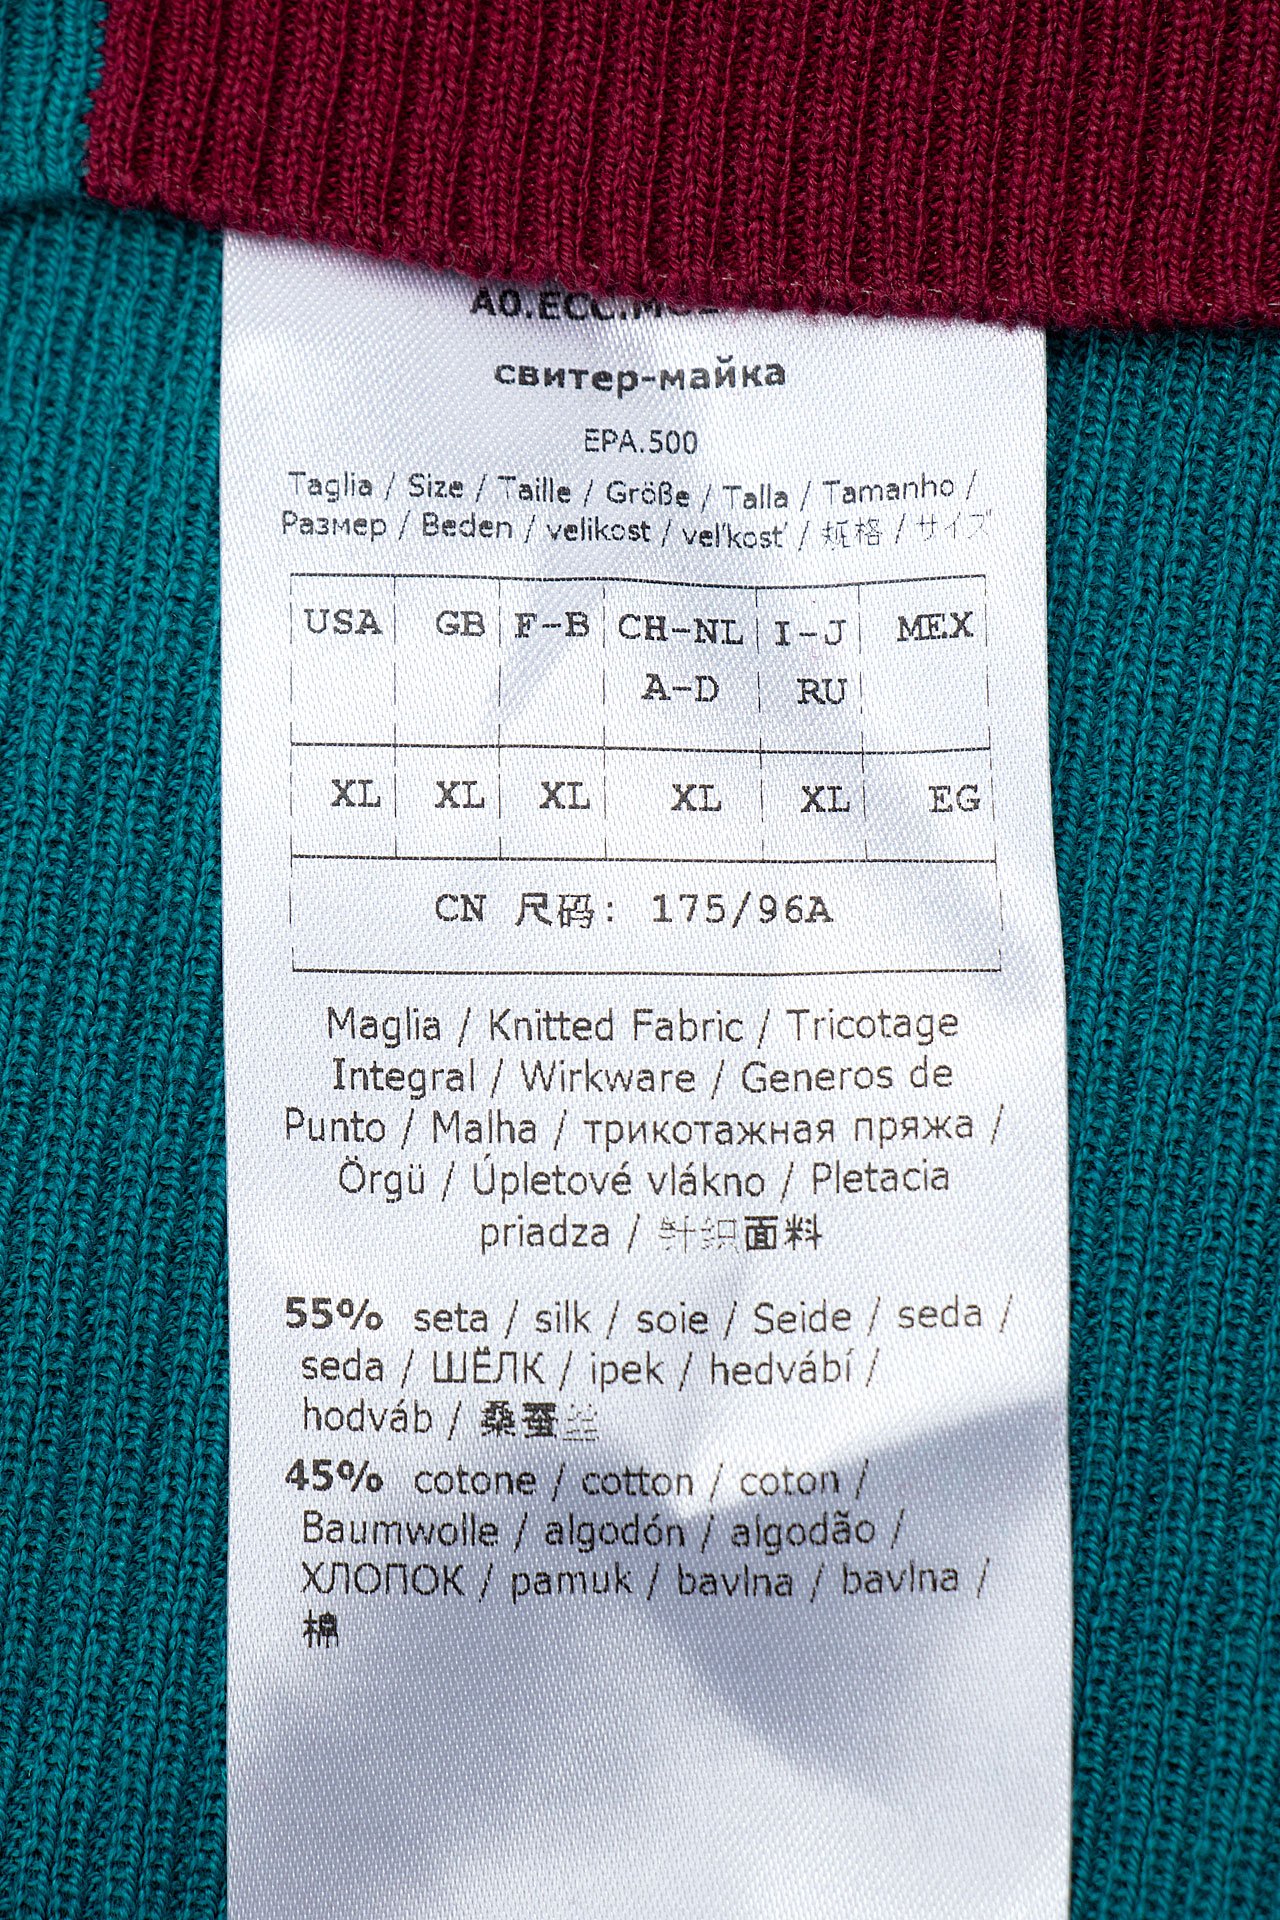 свитер-майка
EPA.500
Taglia / Size / Taille / Größe / Talla / Tamanho /
Размер / Beden / velikost / veľkosť / 规格 / サイズ
USA GB F-B CH-NL I-J MEX
A-D RU
XL XL XL XL XL EG
CN 尺码: 175/96A
Maglia / Knitted Fabric / Tricotage
Integral / Wirkware / Generos de
Punto / Malha / трикотажная пряжа /
Örgü / Úpletové vlákno / Pletacia
priadza / 针织面料
55% seta / silk / soie / Seide / seda /
seda / ШЁЛК / ipek / hedvábí /
hodváb / 桑蚕丝
45% cotone / cotton / coton /
Baumwolle / algodón / algodão /
ХЛОПОК / pamuk / bavlna / bavlna /
棉